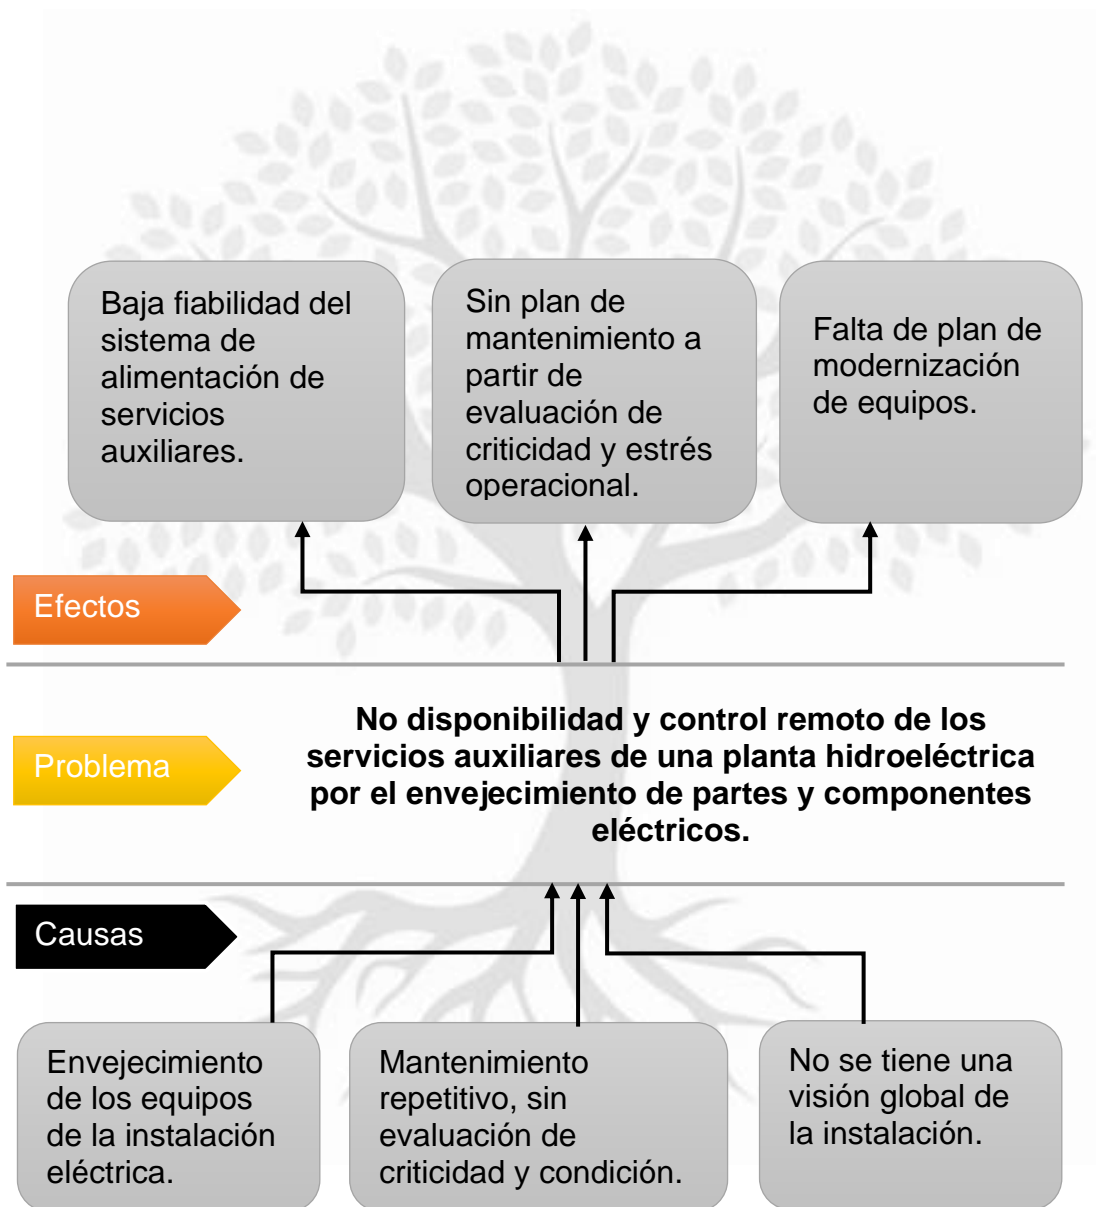 Baja fiabilidad del
sistema de
alimentación de
servicios
auxiliares.
Sin plan de
mantenimiento a
partir de
evaluación de
criticidad y estrés
operacional.
Falta de plan de
modernización
de equipos.
Efectos
Problema
No disponibilidad y control remoto de los
servicios auxiliares de una planta hidroeléctrica
por el envejecimiento de partes y componentes
eléctricos.
Causas
Envejecimiento
de los equipos
de la instalación
eléctrica.
Mantenimiento
repetitivo, sin
evaluación de
criticidad y condición.
No se tiene una
visión global de
la instalación.